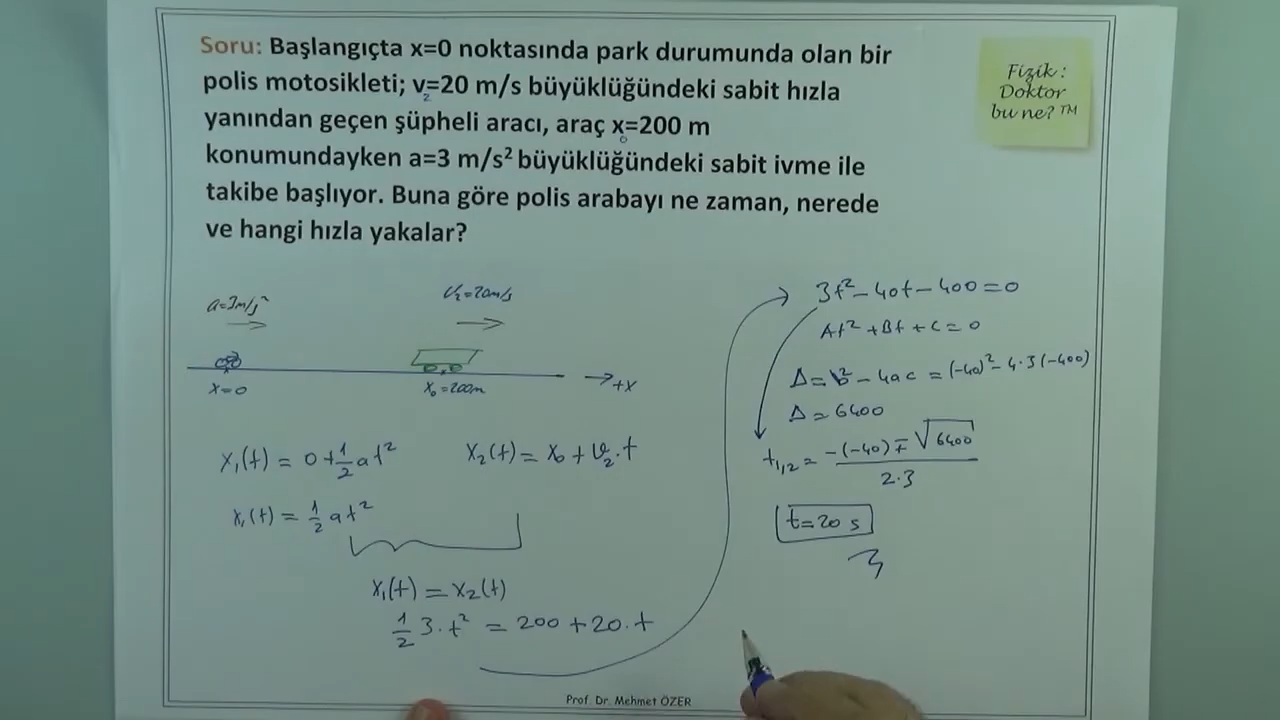 Soru: Başlangıçta x=0 noktasında park durumunda olan bir
polis motosikleti; v₂=20 m/s büyüklüğündeki sabit hızla
yanından geçen şüpheli aracı, araç x₀=200 m
konumundayken a=3 m/s² büyüklüğündeki sabit ivme ile
takibe başlıyor. Buna göre polis arabayı ne zaman, nerede
ve hangi hızla yakalar?
Fizik :
Doktor
bu ne? ™
a=3m/s²
V₂=20m/s
x=0
x₀=200m
+x
x₁(t) = 0+1/2 at²
x₂(t) = x₀ + v₂.t
x₁(t) = 1/2 at²
x₁(t) = x₂(t)
1/2 3.t² = 200 + 20.t
3t² - 40t - 400 = 0
At² + Bt + C = 0
Δ = b² - 4ac = (-40)² - 4.3(-400)
Δ = 6400
t₁,₂ = -(-40) ∓ √6400 / 2.3
t=20 s
Prof. Dr. Mehmet ÖZER